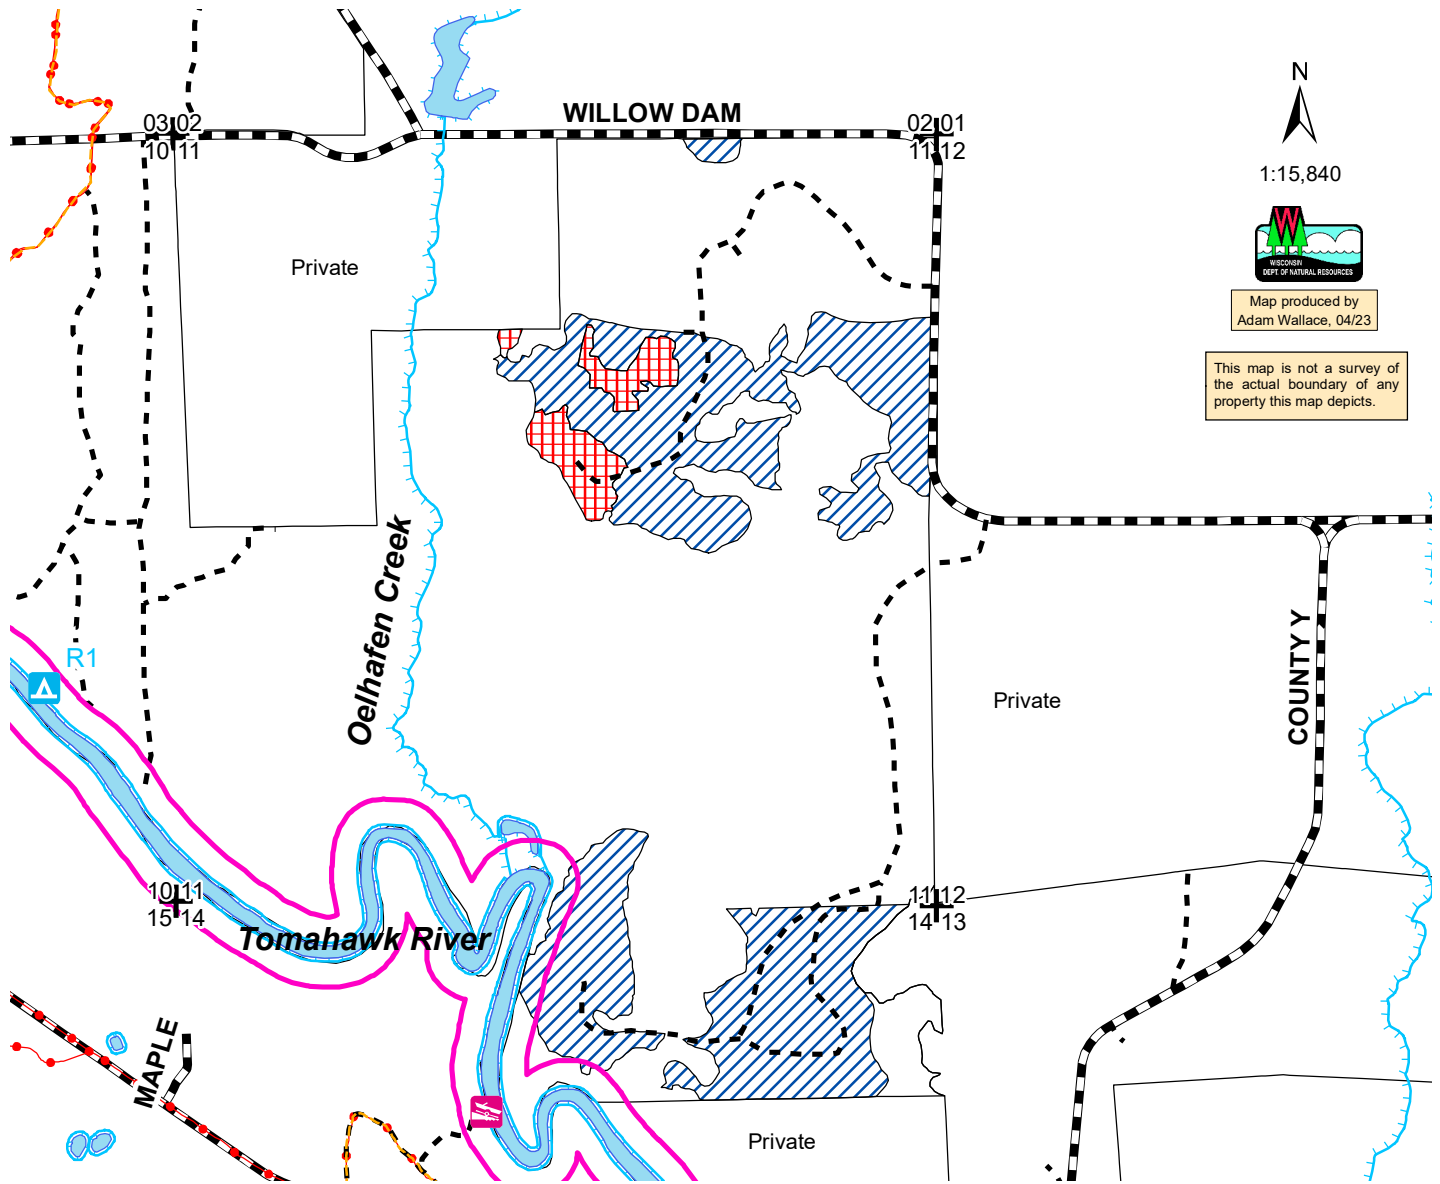 WILLOW DAM
03 02
10 11
02 01
11 12
N
1:15,840
WISCONSIN
DEPT. OF NATURAL RESOURCES
Map produced by
Adam Wallace, 04/23
This map is not a survey of
the actual boundary of any
property this map depicts.
Private
Oelhafen Creek
R1
Private
COUNTY Y
10 11
15 14
Tomahawk River
11 12
14 13
MAPLE
Private